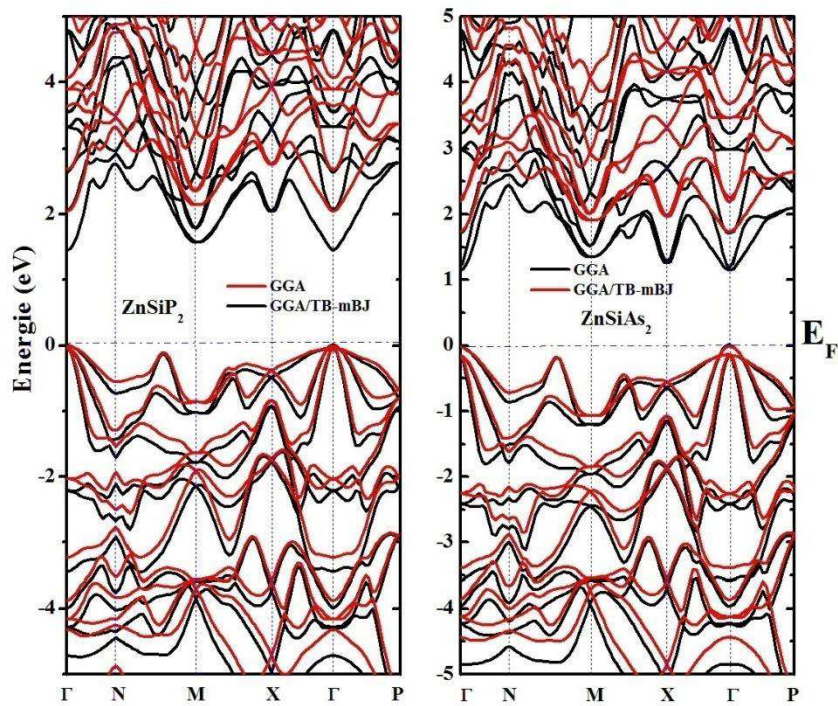 5
4
4
3
2
2
1
GGA
GGA
ZnSiP2
GGA/TB-mBJ
GGA/TB-mBJ
ZnSiAs2
Energie (eV)
0
0
EF
-1
-2
-2
-3
-4
-4
-5
Γ N M X Γ P
Γ N M X Γ P